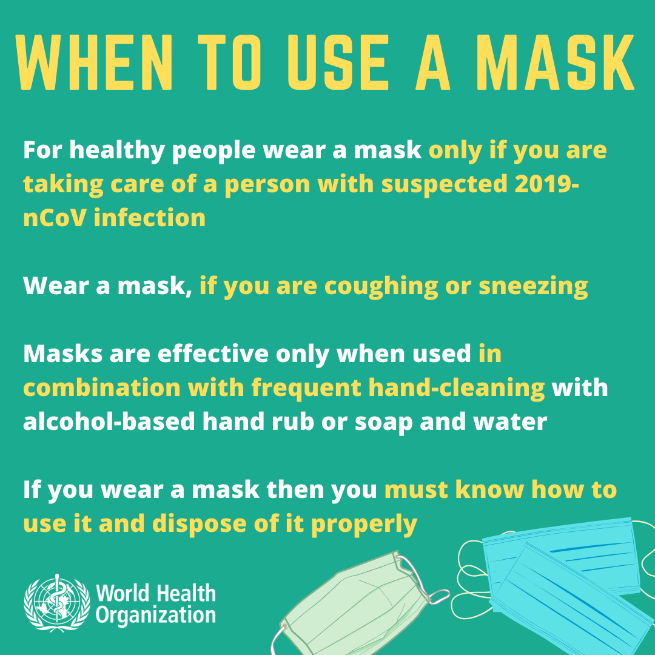 WHEN TO USE A MASK
For healthy people wear a mask only if you are
taking care of a person with suspected 2019-
nCoV infection
Wear a mask, if you are coughing or sneezing
Masks are effective only when used in
combination with frequent hand-cleaning with
alcohol-based hand rub or soap and water
If you wear a mask then you must know how to
use it and dispose of it properly
World Health
Organization